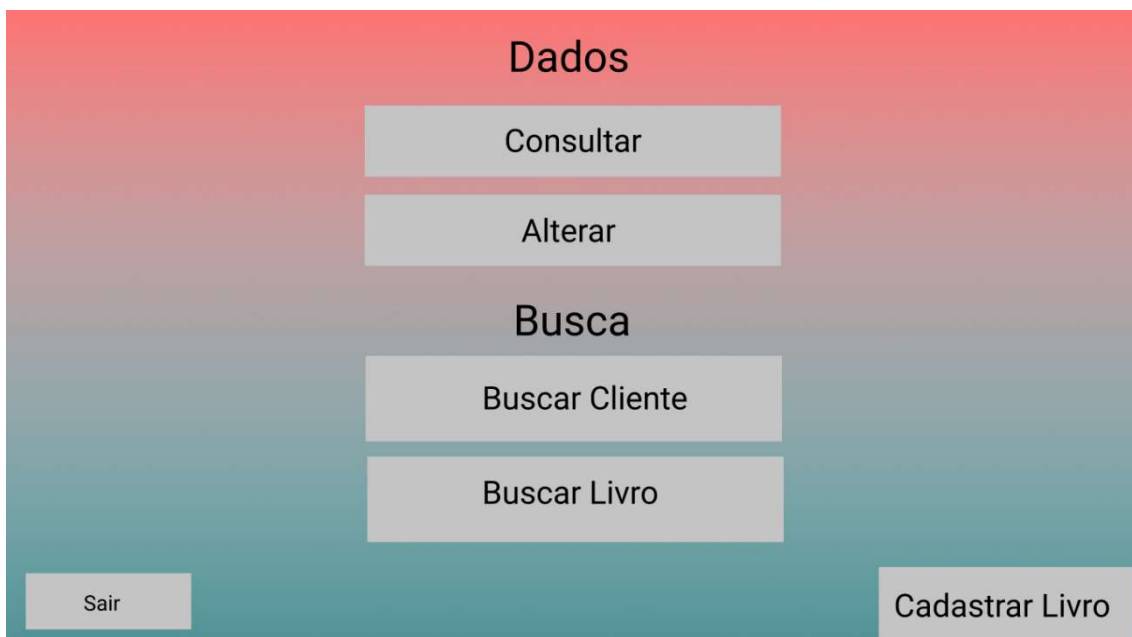 Dados
Consultar
Alterar
Busca
Buscar Cliente
Buscar Livro
Sair
Cadastrar Livro